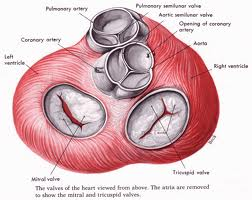 Pulmonary artery
Pulmonary semilunar valve
Aortic semilunar valve
Opening of coronary artery
Coronary artery
Aorta
Left ventricle
Right ventricle
Mitral valve
Tricuspid valve
The valves of the heart viewed from above. The atria are removed
to show the mitral and tricuspid valves.